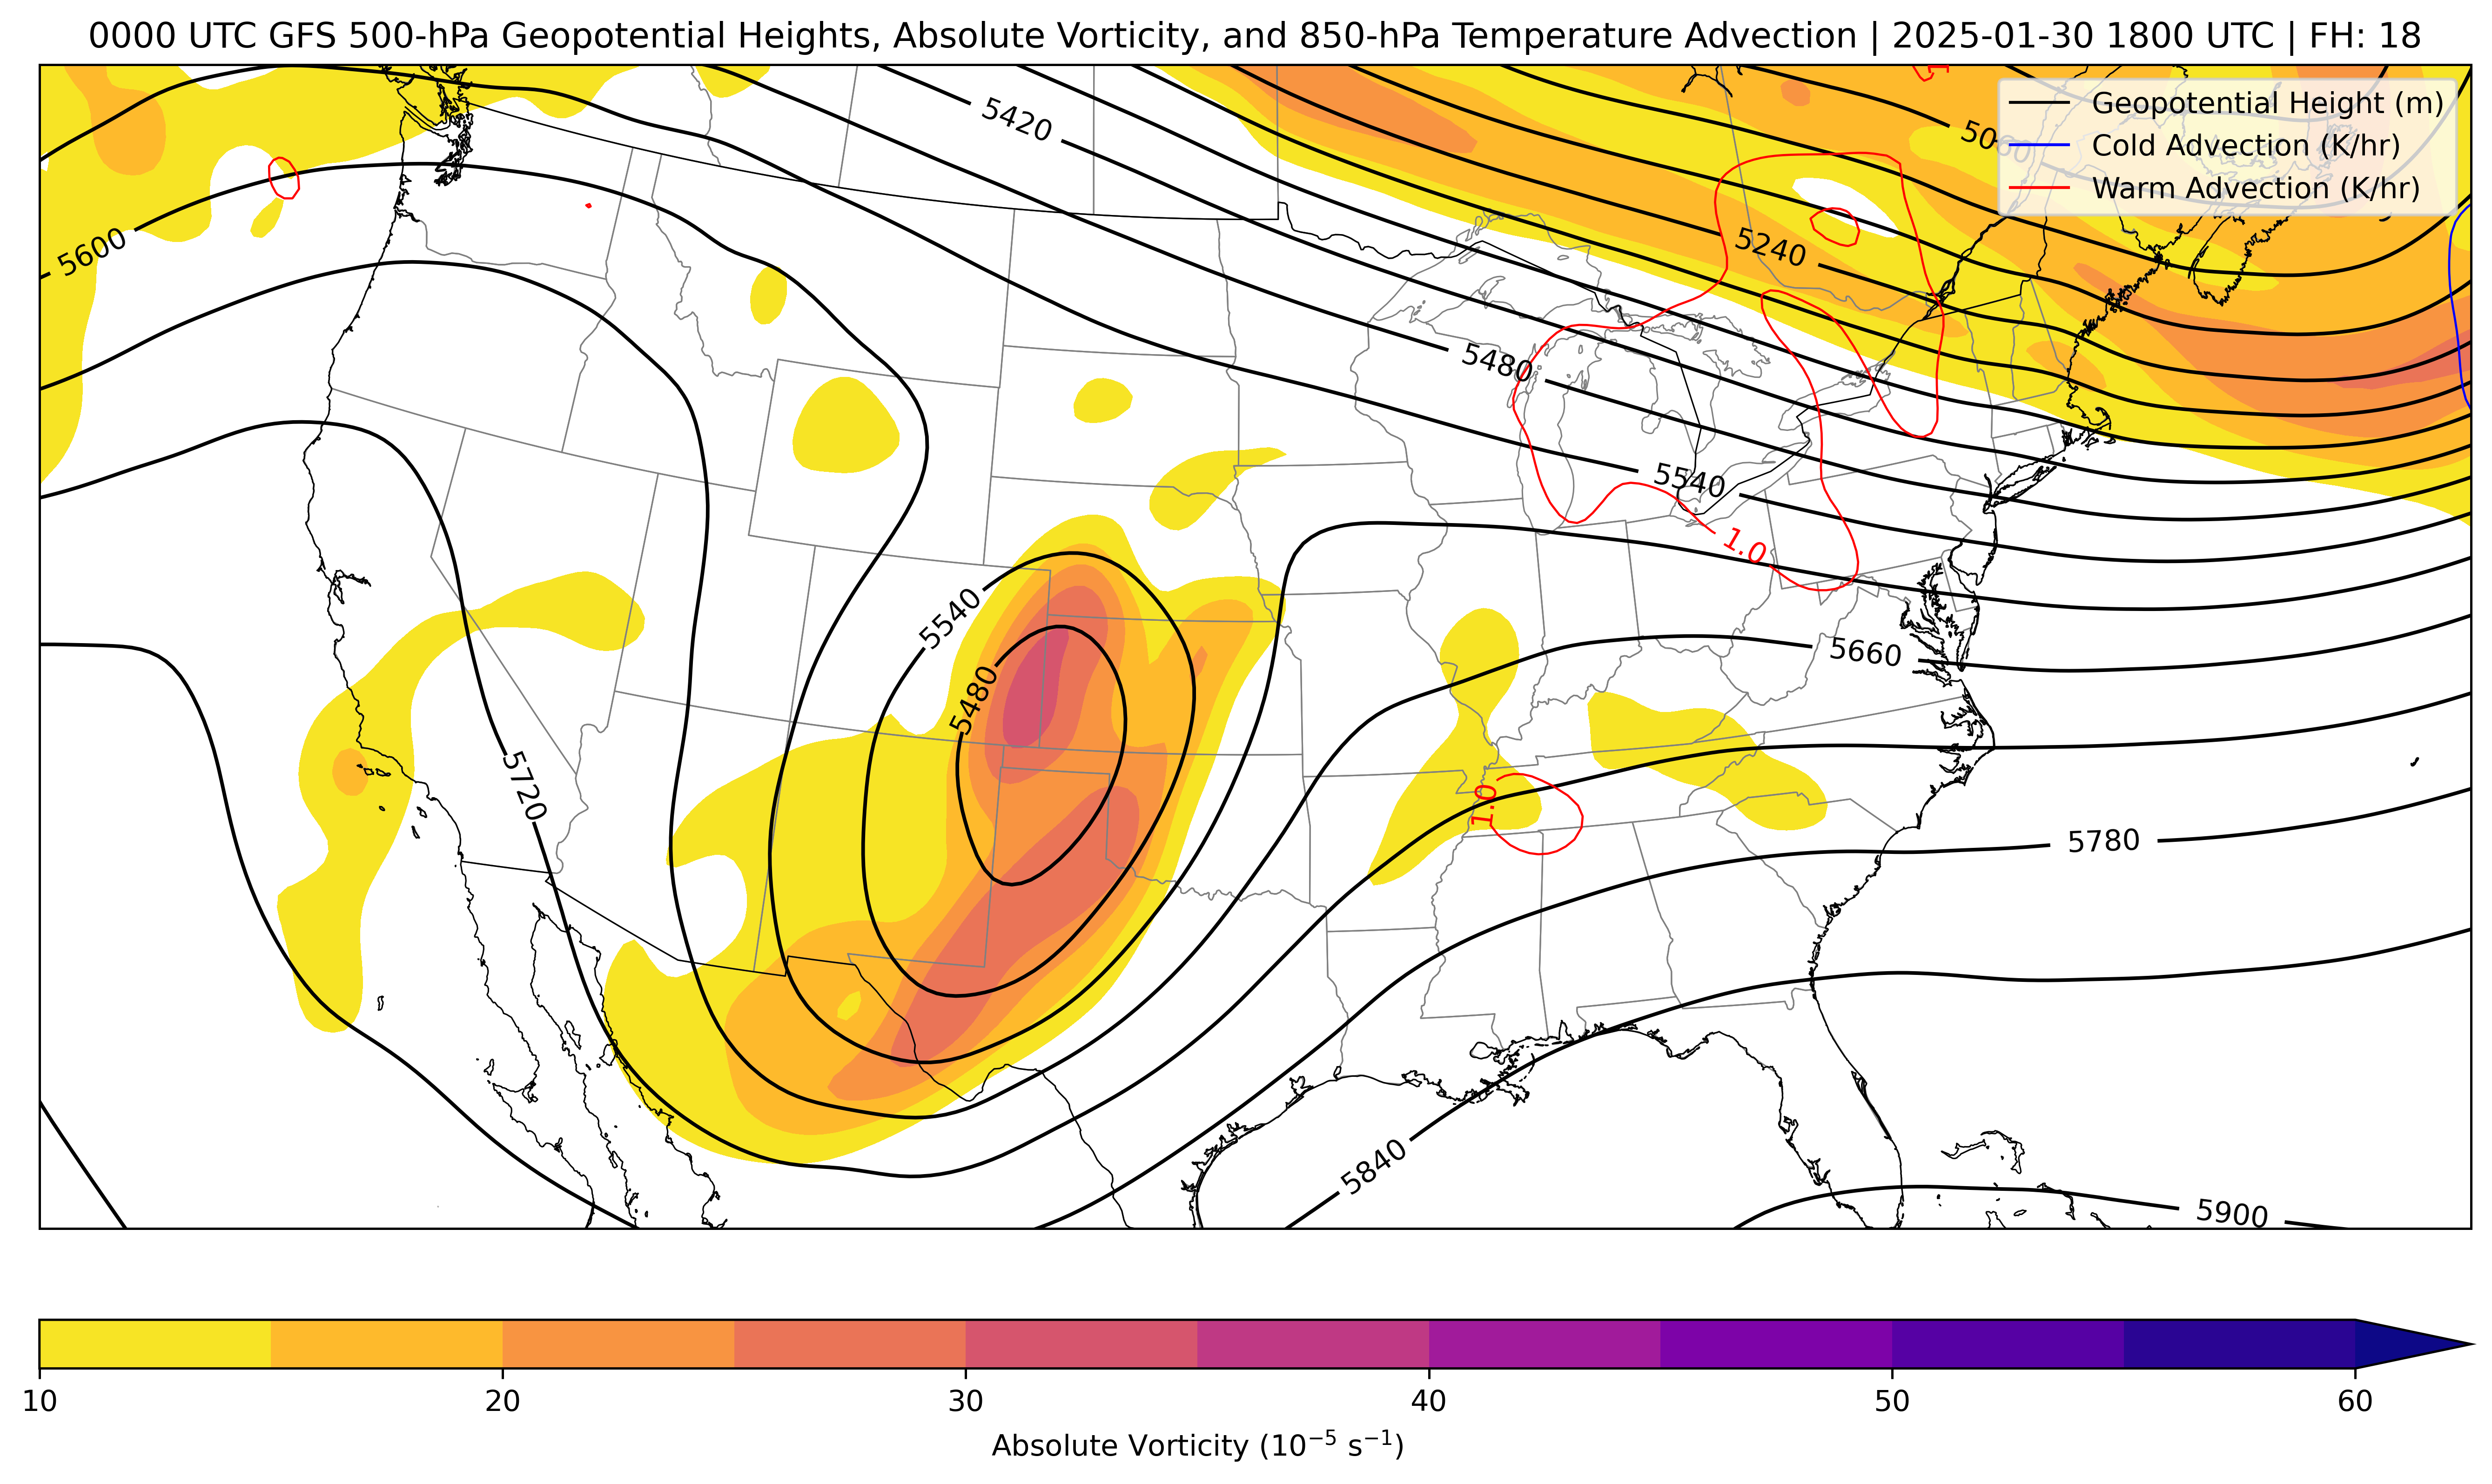 0000 UTC GFS 500-hPa Geopotential Heights, Absolute Vorticity, and 850-hPa Temperature Advection | 2025-01-30 1800 UTC | FH: 18
Geopotential Height (m)
Cold Advection (K/hr)
Warm Advection (K/hr)
5420
5600
5240
5480
5540
1.0
5540
5480
5660
5720
1.0
5780
5840
5900
10 20 30 40 50 60
Absolute Vorticity (10⁻⁵ s⁻¹)